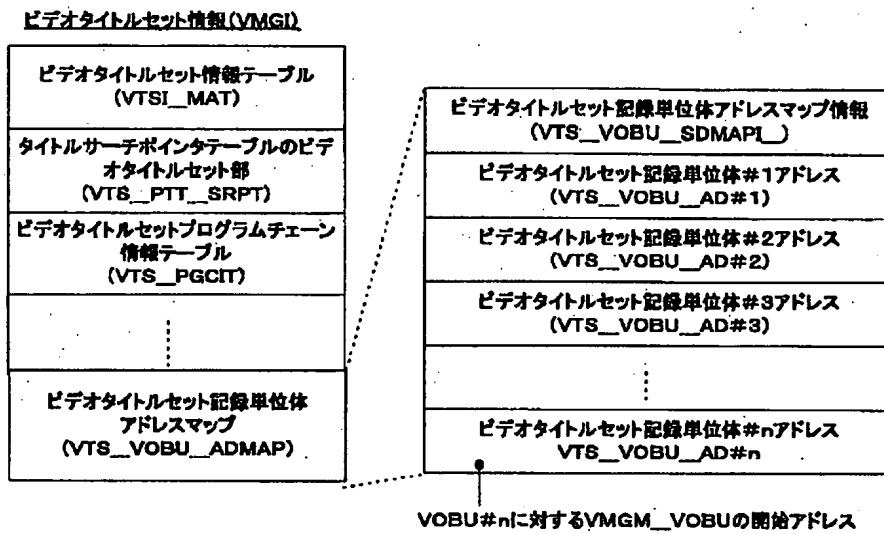 ビデオタイトルセット情報(VMGI)
ビデオタイトルセット情報テーブル
(VTSI__MAT)
タイトルサーチポインタテーブルのビデ
オタイトルセット部
(VTS__PTT__SRPT)
ビデオタイトルセットプログラムチェーン
情報テーブル
(VTS__PGCIT)
ビデオタイトルセット記録単位体
アドレスマップ
(VTS__VOBU__ADMAP)
ビデオタイトルセット記録単位体アドレスマップ情報
(VTS__VOBU__SDMAPI__)
ビデオタイトルセット記録単位体#1アドレス
(VTS__VOBU__AD#1)
ビデオタイトルセット記録単位体#2アドレス
(VTS__VOBU__AD#2)
ビデオタイトルセット記録単位体#3アドレス
(VTS__VOBU__AD#3)
ビデオタイトルセット記録単位体#nアドレス
VTS__VOBU__AD#n
VOBU#nに対するVMGM__VOBUの開始アドレス